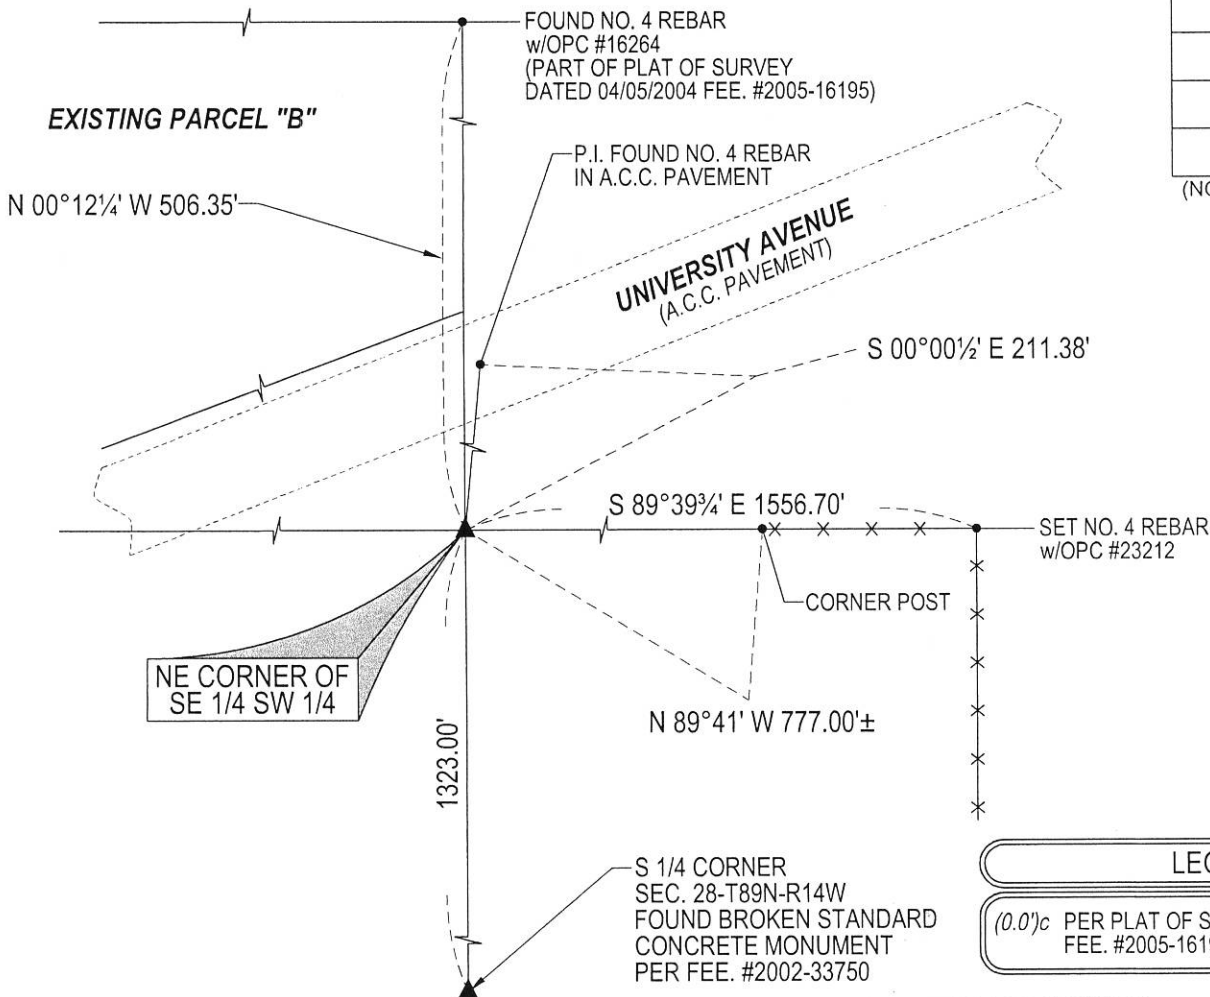 FOUND NO. 4 REBAR
w/OPC #16264
(PART OF PLAT OF SURVEY
DATED 04/05/2004 FEE. #2005-16195)
EXISTING PARCEL "B"
P.I. FOUND NO. 4 REBAR
IN A.C.C. PAVEMENT
N 00°12¼' W 506.35'
UNIVERSITY AVENUE
(A.C.C. PAVEMENT)
S 00°00½' E 211.38'
S 89°39¾' E 1556.70'
SET NO. 4 REBAR
w/OPC #23212
CORNER POST
NE CORNER OF
SE 1/4 SW 1/4
N 89°41' W 777.00'±
1323.00'
S 1/4 CORNER
SEC. 28-T89N-R14W
FOUND BROKEN STANDARD
CONCRETE MONUMENT
PER FEE. #2002-33750
(0.0')c PER PLAT OF
FEE.